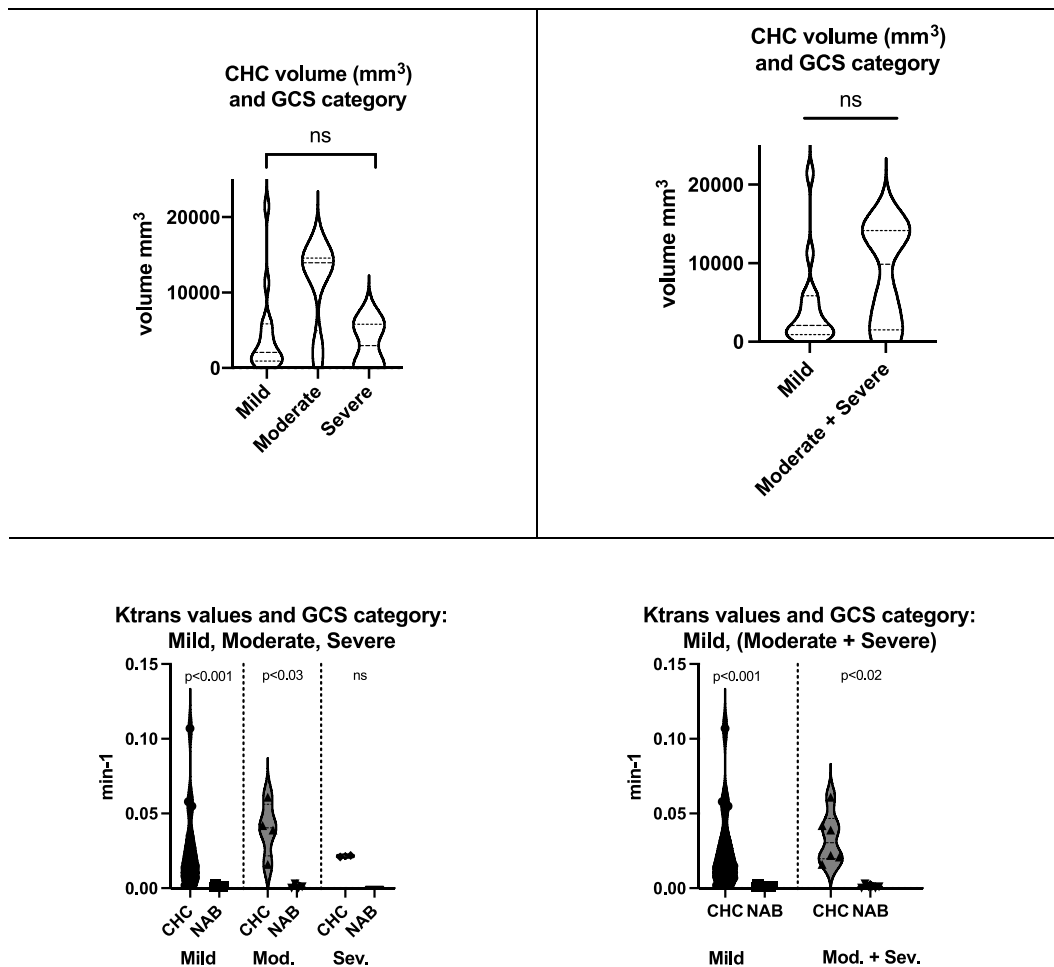 CHC volume (mm³)
and GCS category
ns
volume mm³
20000
10000
0
Mild
Moderate
Severe
CHC volume (mm³)
and GCS category
ns
volume mm³
20000
10000
0
Mild
Moderate + Severe
Ktrans values and GCS category:
Mild, Moderate, Severe
min-1
0.15
0.10
0.05
0.00
p<0.001
p<0.03
ns
CHC
NAB
CHC
NAB
CHC
NAB
Mild
Mod.
Sev.
Ktrans values and GCS category:
Mild, (Moderate + Severe)
min-1
0.15
0.10
0.05
0.00
p<0.001
p<0.02
CHC NAB
CHC NAB
Mild
Mod. + Sev.